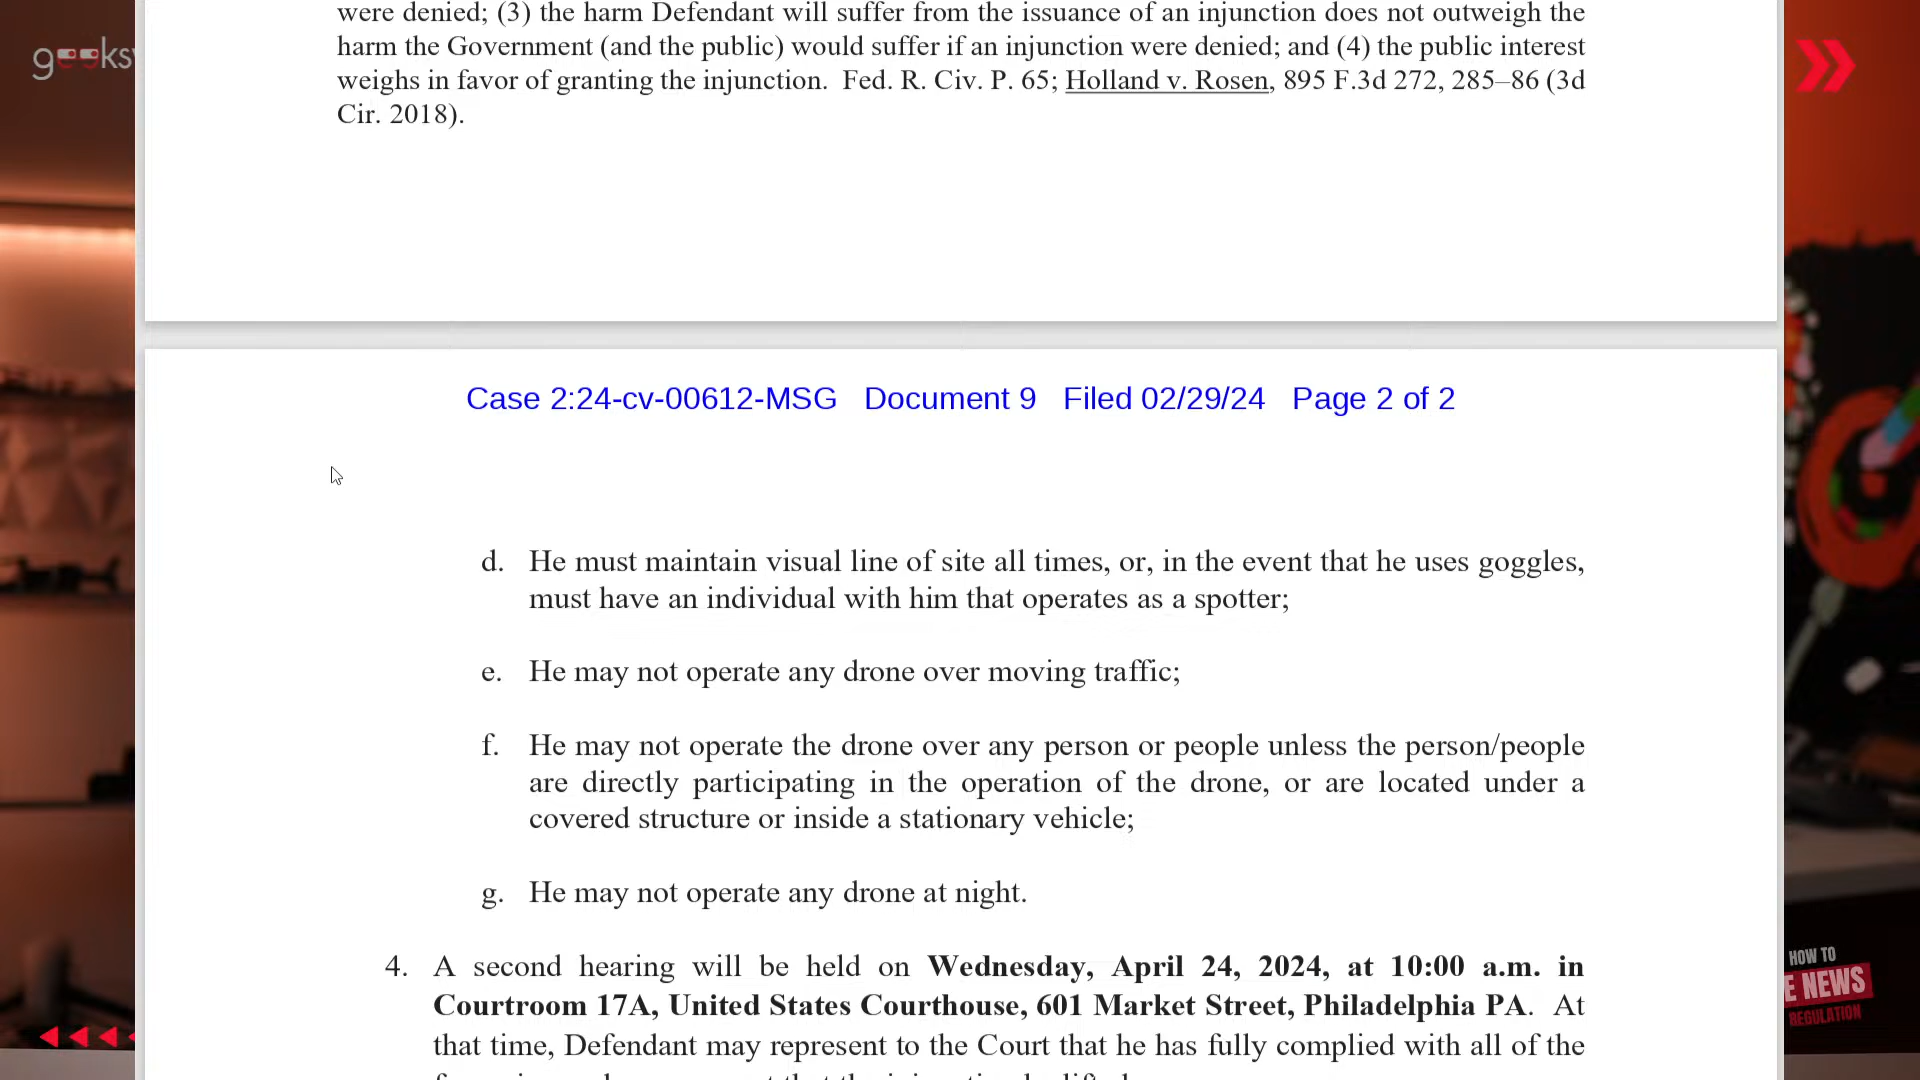 were denied; (3) the harm Defendant will suffer from the issuance of an injunction does not outweigh the
harm the Government (and the public) would suffer if an injunction were denied; and (4) the public interest
weighs in favor of granting the injunction.  Fed. R. Civ. P. 65; Holland v. Rosen, 895 F.3d 272, 285–86 (3d
Cir. 2018).
geeks
Case 2:24-cv-00612-MSG   Document 9   Filed 02/29/24   Page 2 of 2
d. He must maintain visual line of site all times, or, in the event that he uses goggles,
must have an individual with him that operates as a spotter;
e. He may not operate any drone over moving traffic;
f. He may not operate the drone over any person or people unless the person/people
are directly participating in the operation of the drone, or are located under a
covered structure or inside a stationary vehicle;
g. He may not operate any drone at night.
4. A second hearing will be held on Wednesday, April 24, 2024, at 10:00 a.m. in
Courtroom 17A, United States Courthouse, 601 Market Street, Philadelphia PA.  At
that time, Defendant may represent to the Court that he has fully complied with all of the
HOW TO
E NEWS
REGULATION